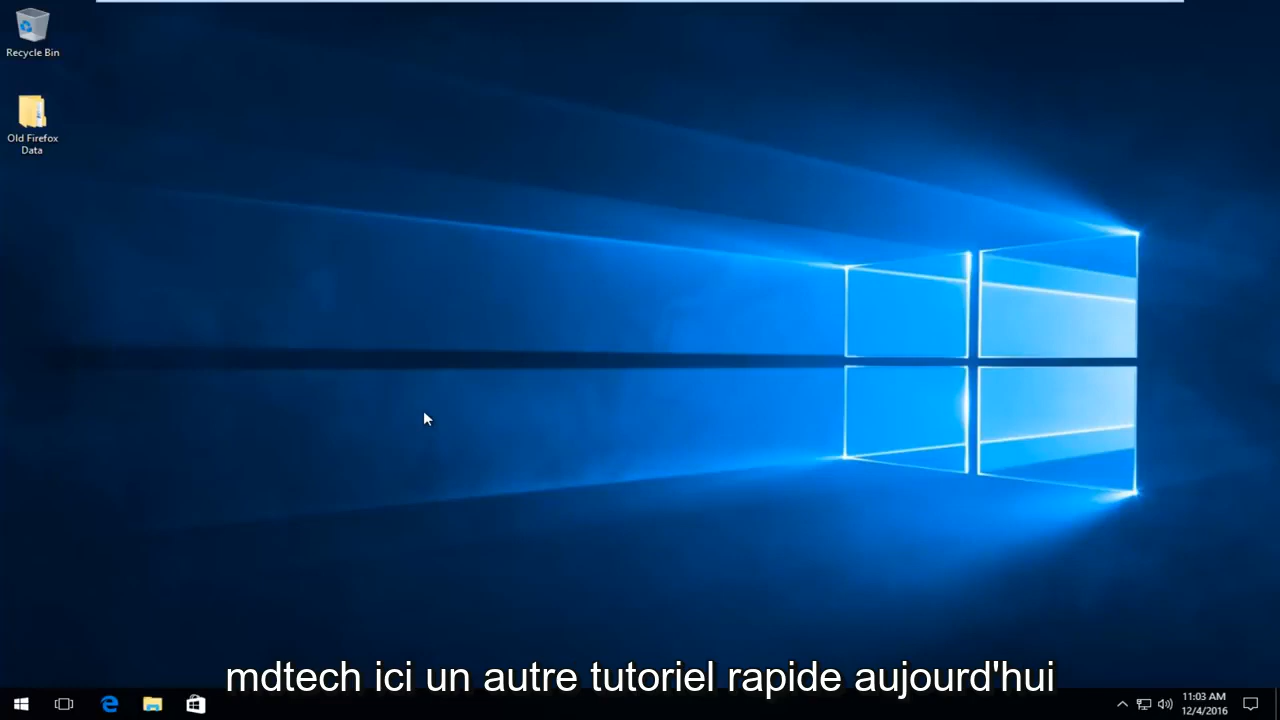 Recycle Bin
Old Firefox
Data
mdtech ici un autre tutoriel rapide aujourd'hui
11:03 AM
12/4/2016